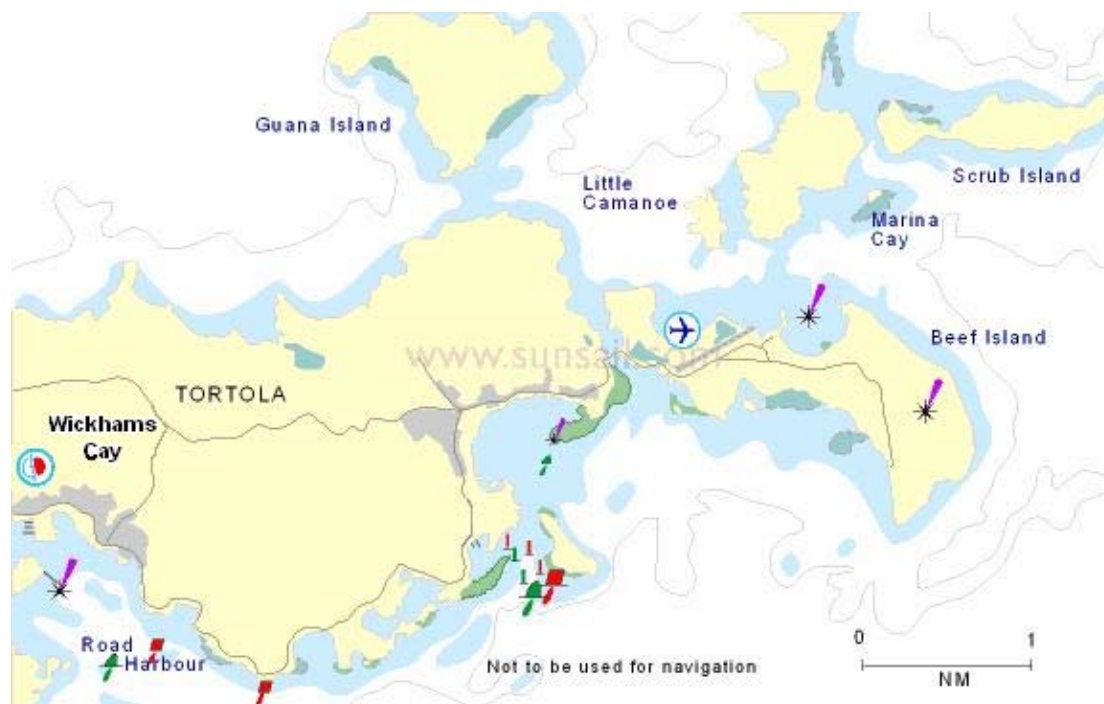 Guana Island
Little
Camanoe
Scrub Island
Marina
Cay
Beef Island
www.sunsail.com
TORTOLA
Wickhams
Cay
Road
Harbour
Not to be used for navigation
0 1
NM